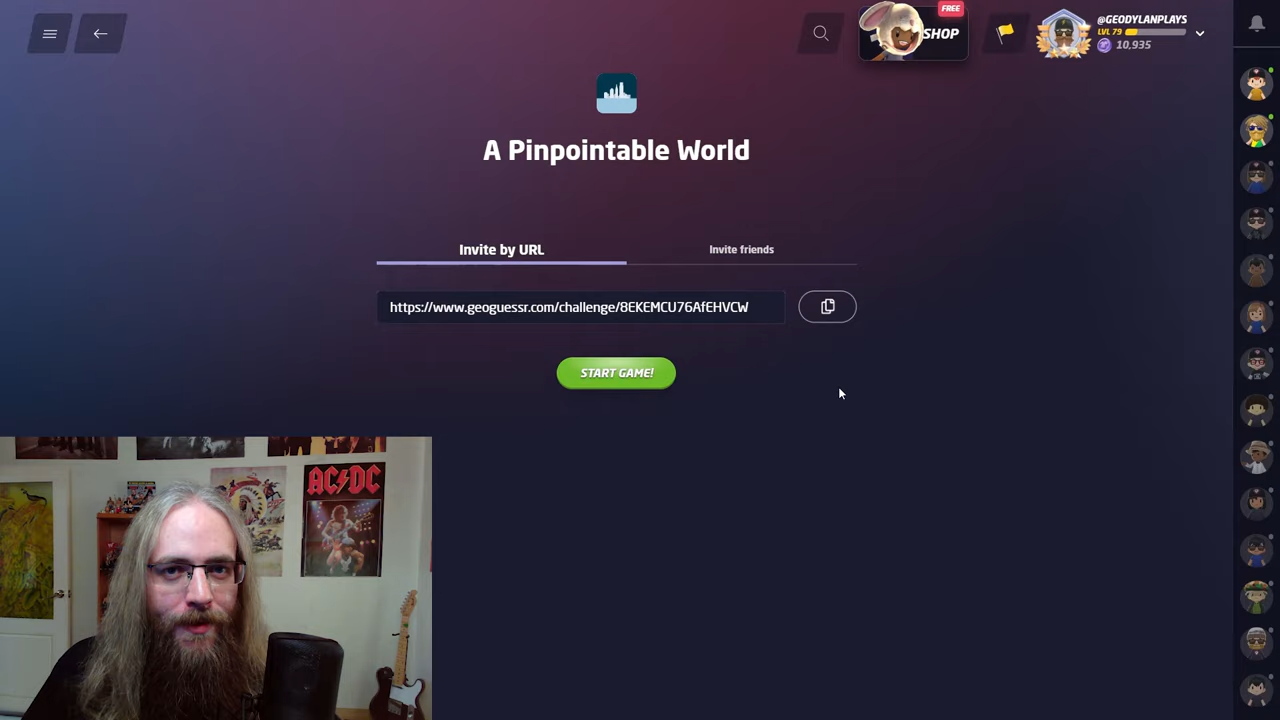 FREE
SHOP
@GEODYLANPLAYS
LVL 79
10,935
A Pinpointable World
Invite by URL
Invite friends
https://www.geoguessr.com/challenge/8EKEMCU76AfEHVCW
START GAME!
AC/DC